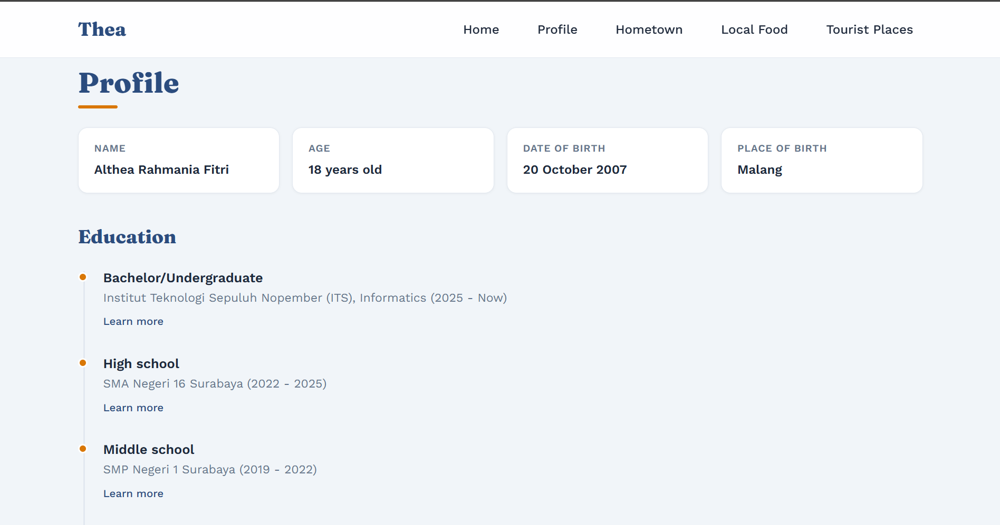 Thea
Home Profile Hometown Local Food Tourist Places
Profile
NAME
Althea Rahmania Fitri
AGE
18 years old
DATE OF BIRTH
20 October 2007
PLACE OF BIRTH
Malang
Education
Bachelor/Undergraduate
Institut Teknologi Sepuluh Nopember (ITS), Informatics (2025 - Now)
Learn more
High school
SMA Negeri 16 Surabaya (2022 - 2025)
Learn more
Middle school
SMP Negeri 1 Surabaya (2019 - 2022)
Learn more